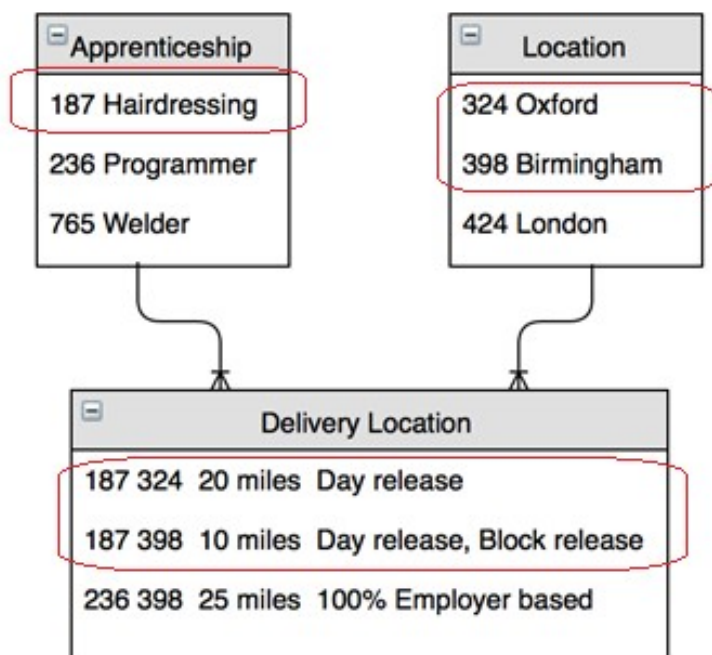 Apprenticeship
187 Hairdressing
236 Programmer
765 Welder
Location
324 Oxford
398 Birmingham
424 London
Delivery Location
187 324 20 miles Day release
187 398 10 miles Day release, Block release
236 398 25 miles 100% Employer based